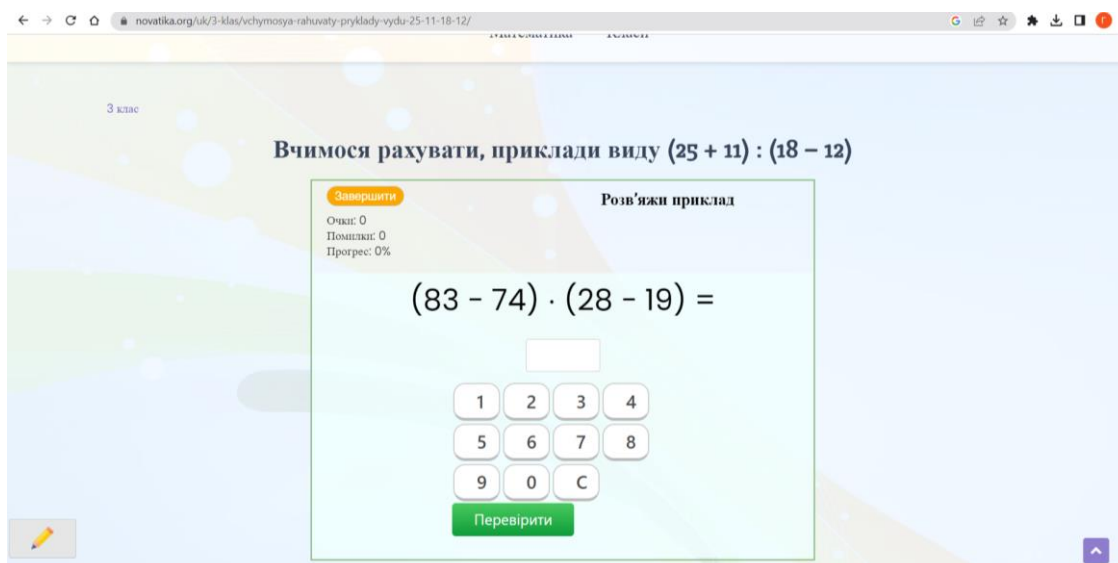 novatika.org/uk/3-klas/vchymosya-rahuvaty-pryklady-vydu-25-11-18-12/
Математика Класи
3 клас
Вчимося рахувати, приклади виду (25 + 11) : (18 – 12)
Завершити
Розв'яжи приклад
Очки: 0
Помилки: 0
Прогрес: 0%
(83 - 74) · (28 - 19) =
1 2 3 4
5 6 7 8
9 0 C
Перевірити